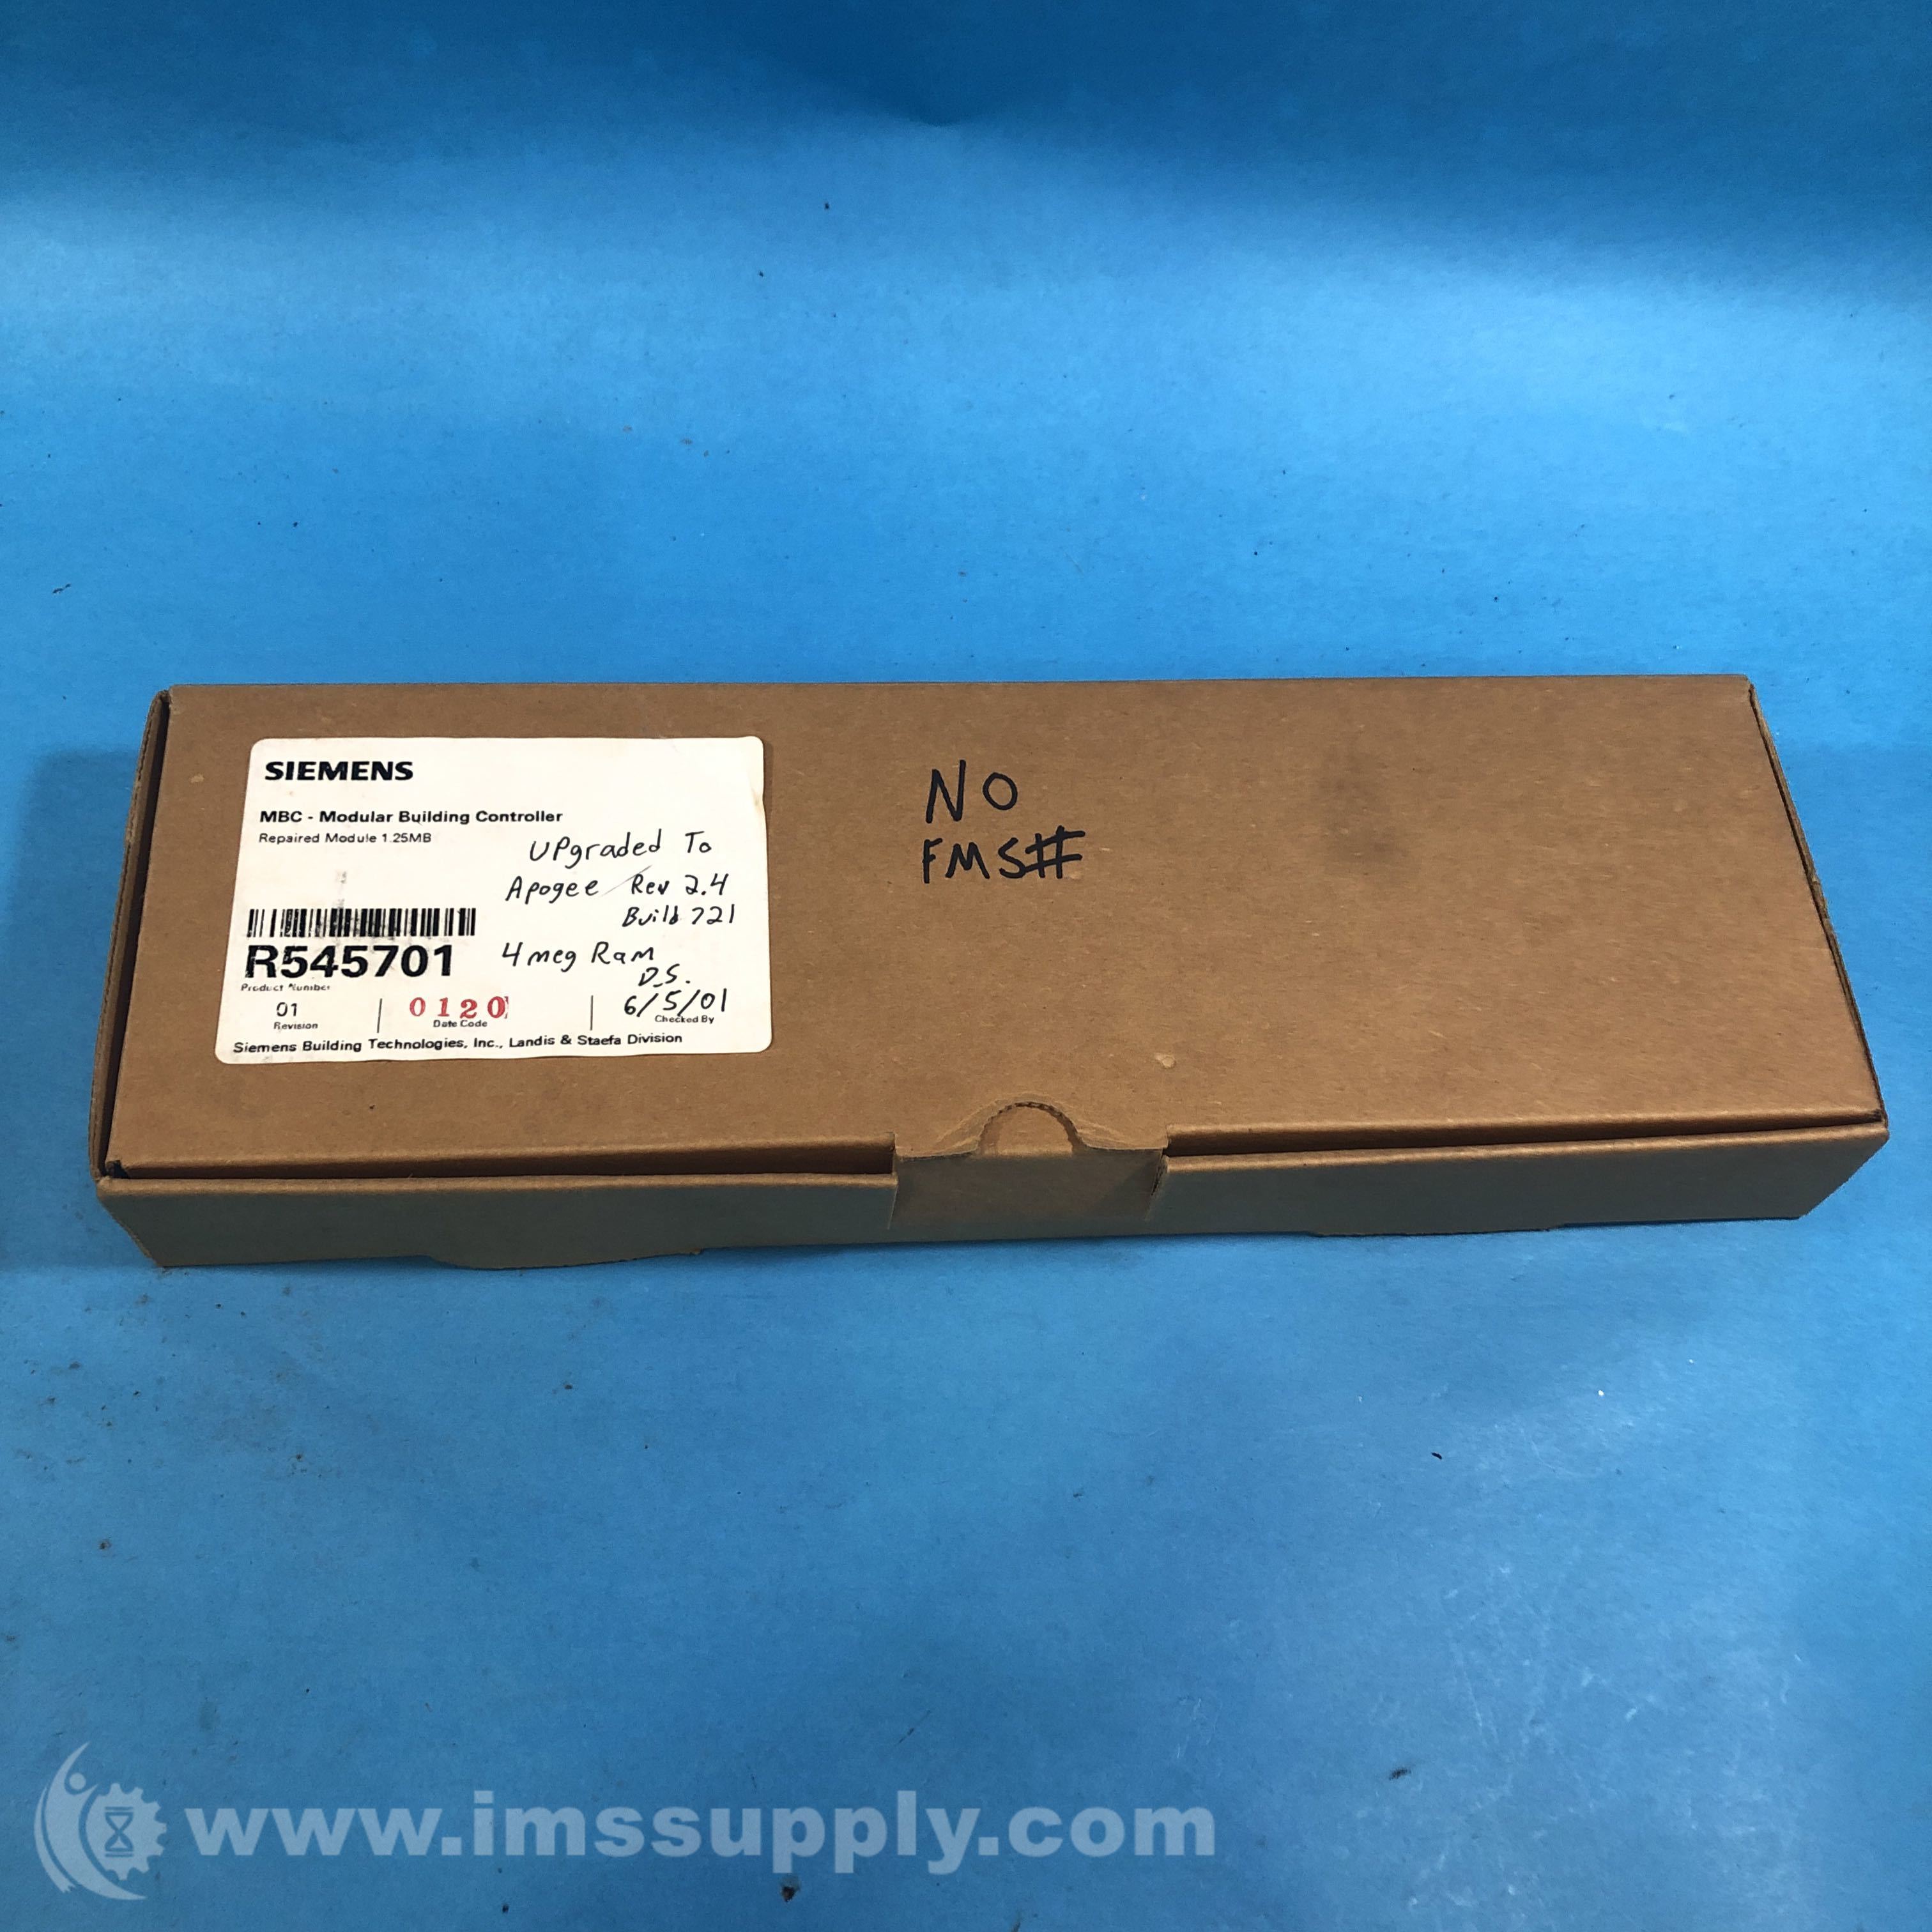 SIEMENS
MBC - Modular Building Controller
Repaired Module 1.25MB
UPgraded To
Apogee Rev 2.4
Build 721
R545701
4 meg Ram
Product Number
D.S.
01
0120
6/5/01
Revision
Date Code
Checked By
Siemens Building Technologies, Inc., Landis & Staefa Division
NO
FMS#
www.imssupply.com